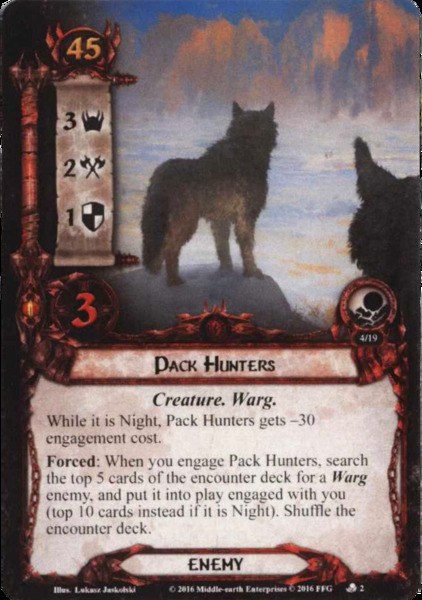 45
3
2
1
3
4/19
Pack Hunters
Creature. Warg.
While it is Night, Pack Hunters gets –30
engagement cost.
Forced: When you engage Pack Hunters, search
the top 5 cards of the encounter deck for a Warg
enemy, and put it into play engaged with you
(top 10 cards instead if it is Night). Shuffle the
encounter deck.
ENEMY
Illus. Lukasz Jaskolski © 2016 Middle-earth Enterprises © 2016 FFG 2